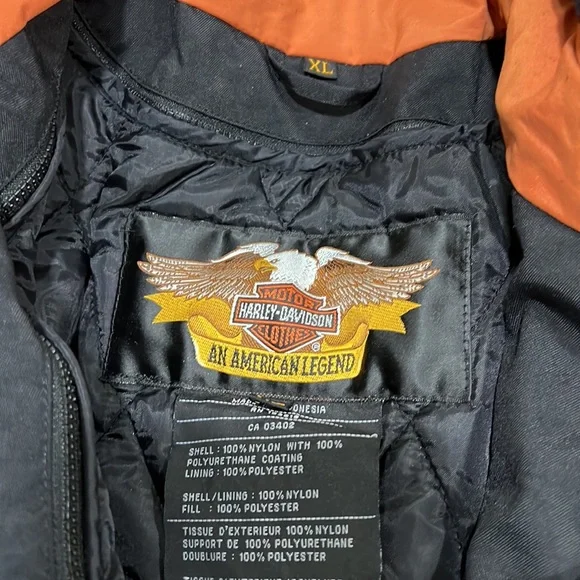 XL
MOTOR
HARLEY-DAVIDSON
CLOTHES
®
AN AMERICAN LEGEND
CA 03402
SHELL : 100% NYLON WITH 100%
POLYURETHANE COATING
LINING : 100% POLYESTER
SHELL/LINING : 100% NYLON
FILL : 100% POLYESTER
TISSUE D'EXTERIEUR 100% NYLON
SUPPORT DE 100% POLYURETHANE
DOUBLURE : 100% POLYESTER